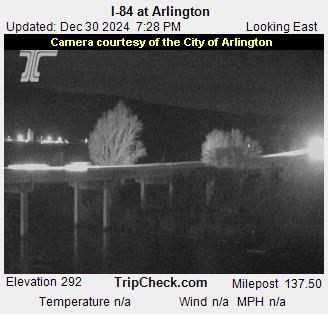 I-84 at Arlington
Updated: Dec 30 2024 7:28 PM Looking East
Camera courtesy of the City of Arlington
Elevation 292 TripCheck.com Milepost 137.50
Temperature n/a Wind n/a MPH n/a